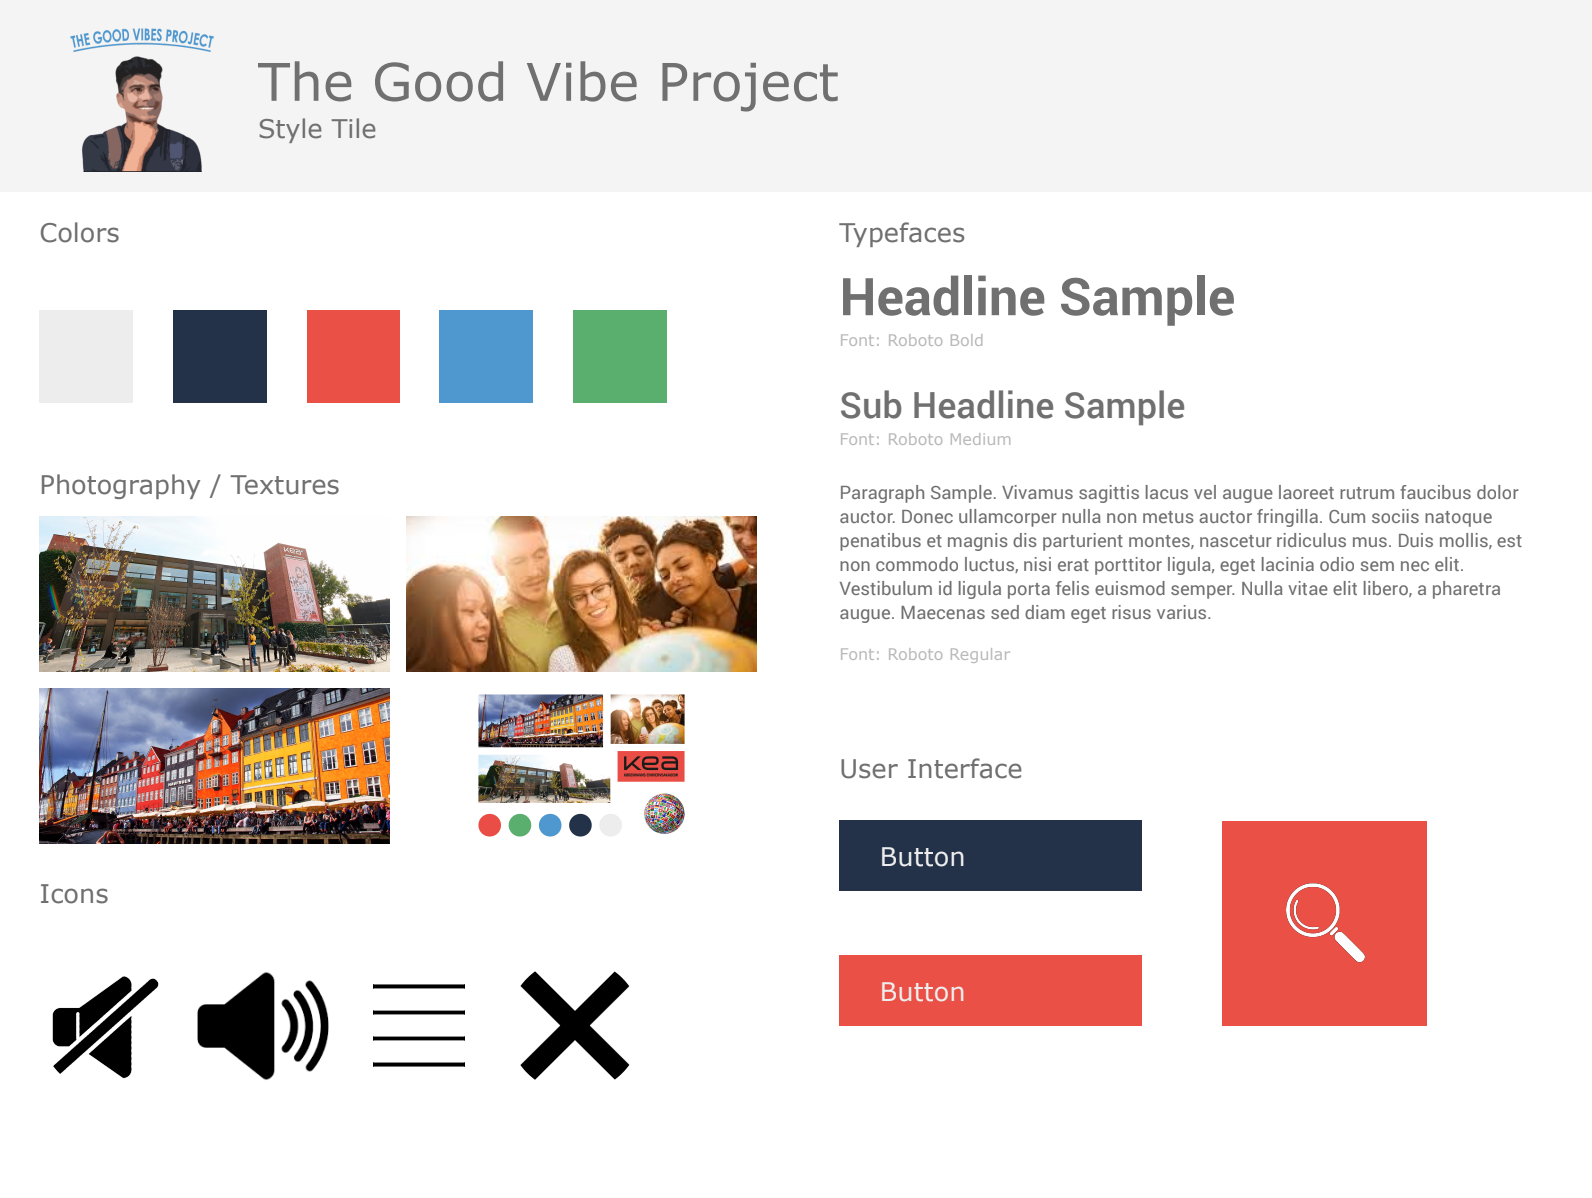 THE GOOD VIBES PROJECT
The Good Vibe Project
Style Tile
Colors
Photography / Textures
kea
kea
Icons
Typefaces
Headline Sample
Font: Roboto Bold
Sub Headline Sample
Font: Roboto Medium
Paragraph Sample. Vivamus sagittis lacus vel augue laoreet rutrum faucibus dolor
auctor. Donec ullamcorper nulla non metus auctor fringilla. Cum sociis natoque
penatibus et magnis dis parturient montes, nascetur ridiculus mus. Duis mollis, est
non commodo luctus, nisi erat porttitor ligula, eget lacinia odio sem nec elit.
Vestibulum id ligula porta felis euismod semper. Nulla vitae elit libero, a pharetra
augue. Maecenas sed diam eget risus varius.
Font: Roboto Regular
User Interface
Button
Button